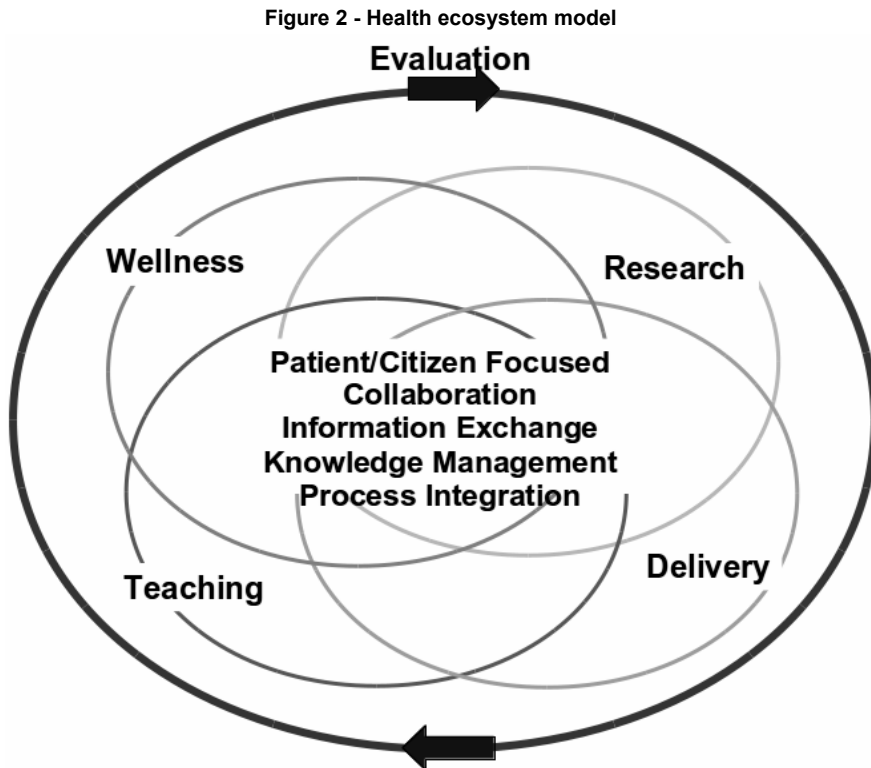 Figure 2 - Health ecosystem model
Evaluation
Wellness
Research
Patient/Citizen Focused
Collaboration
Information Exchange
Knowledge Management
Process Integration
Teaching
Delivery